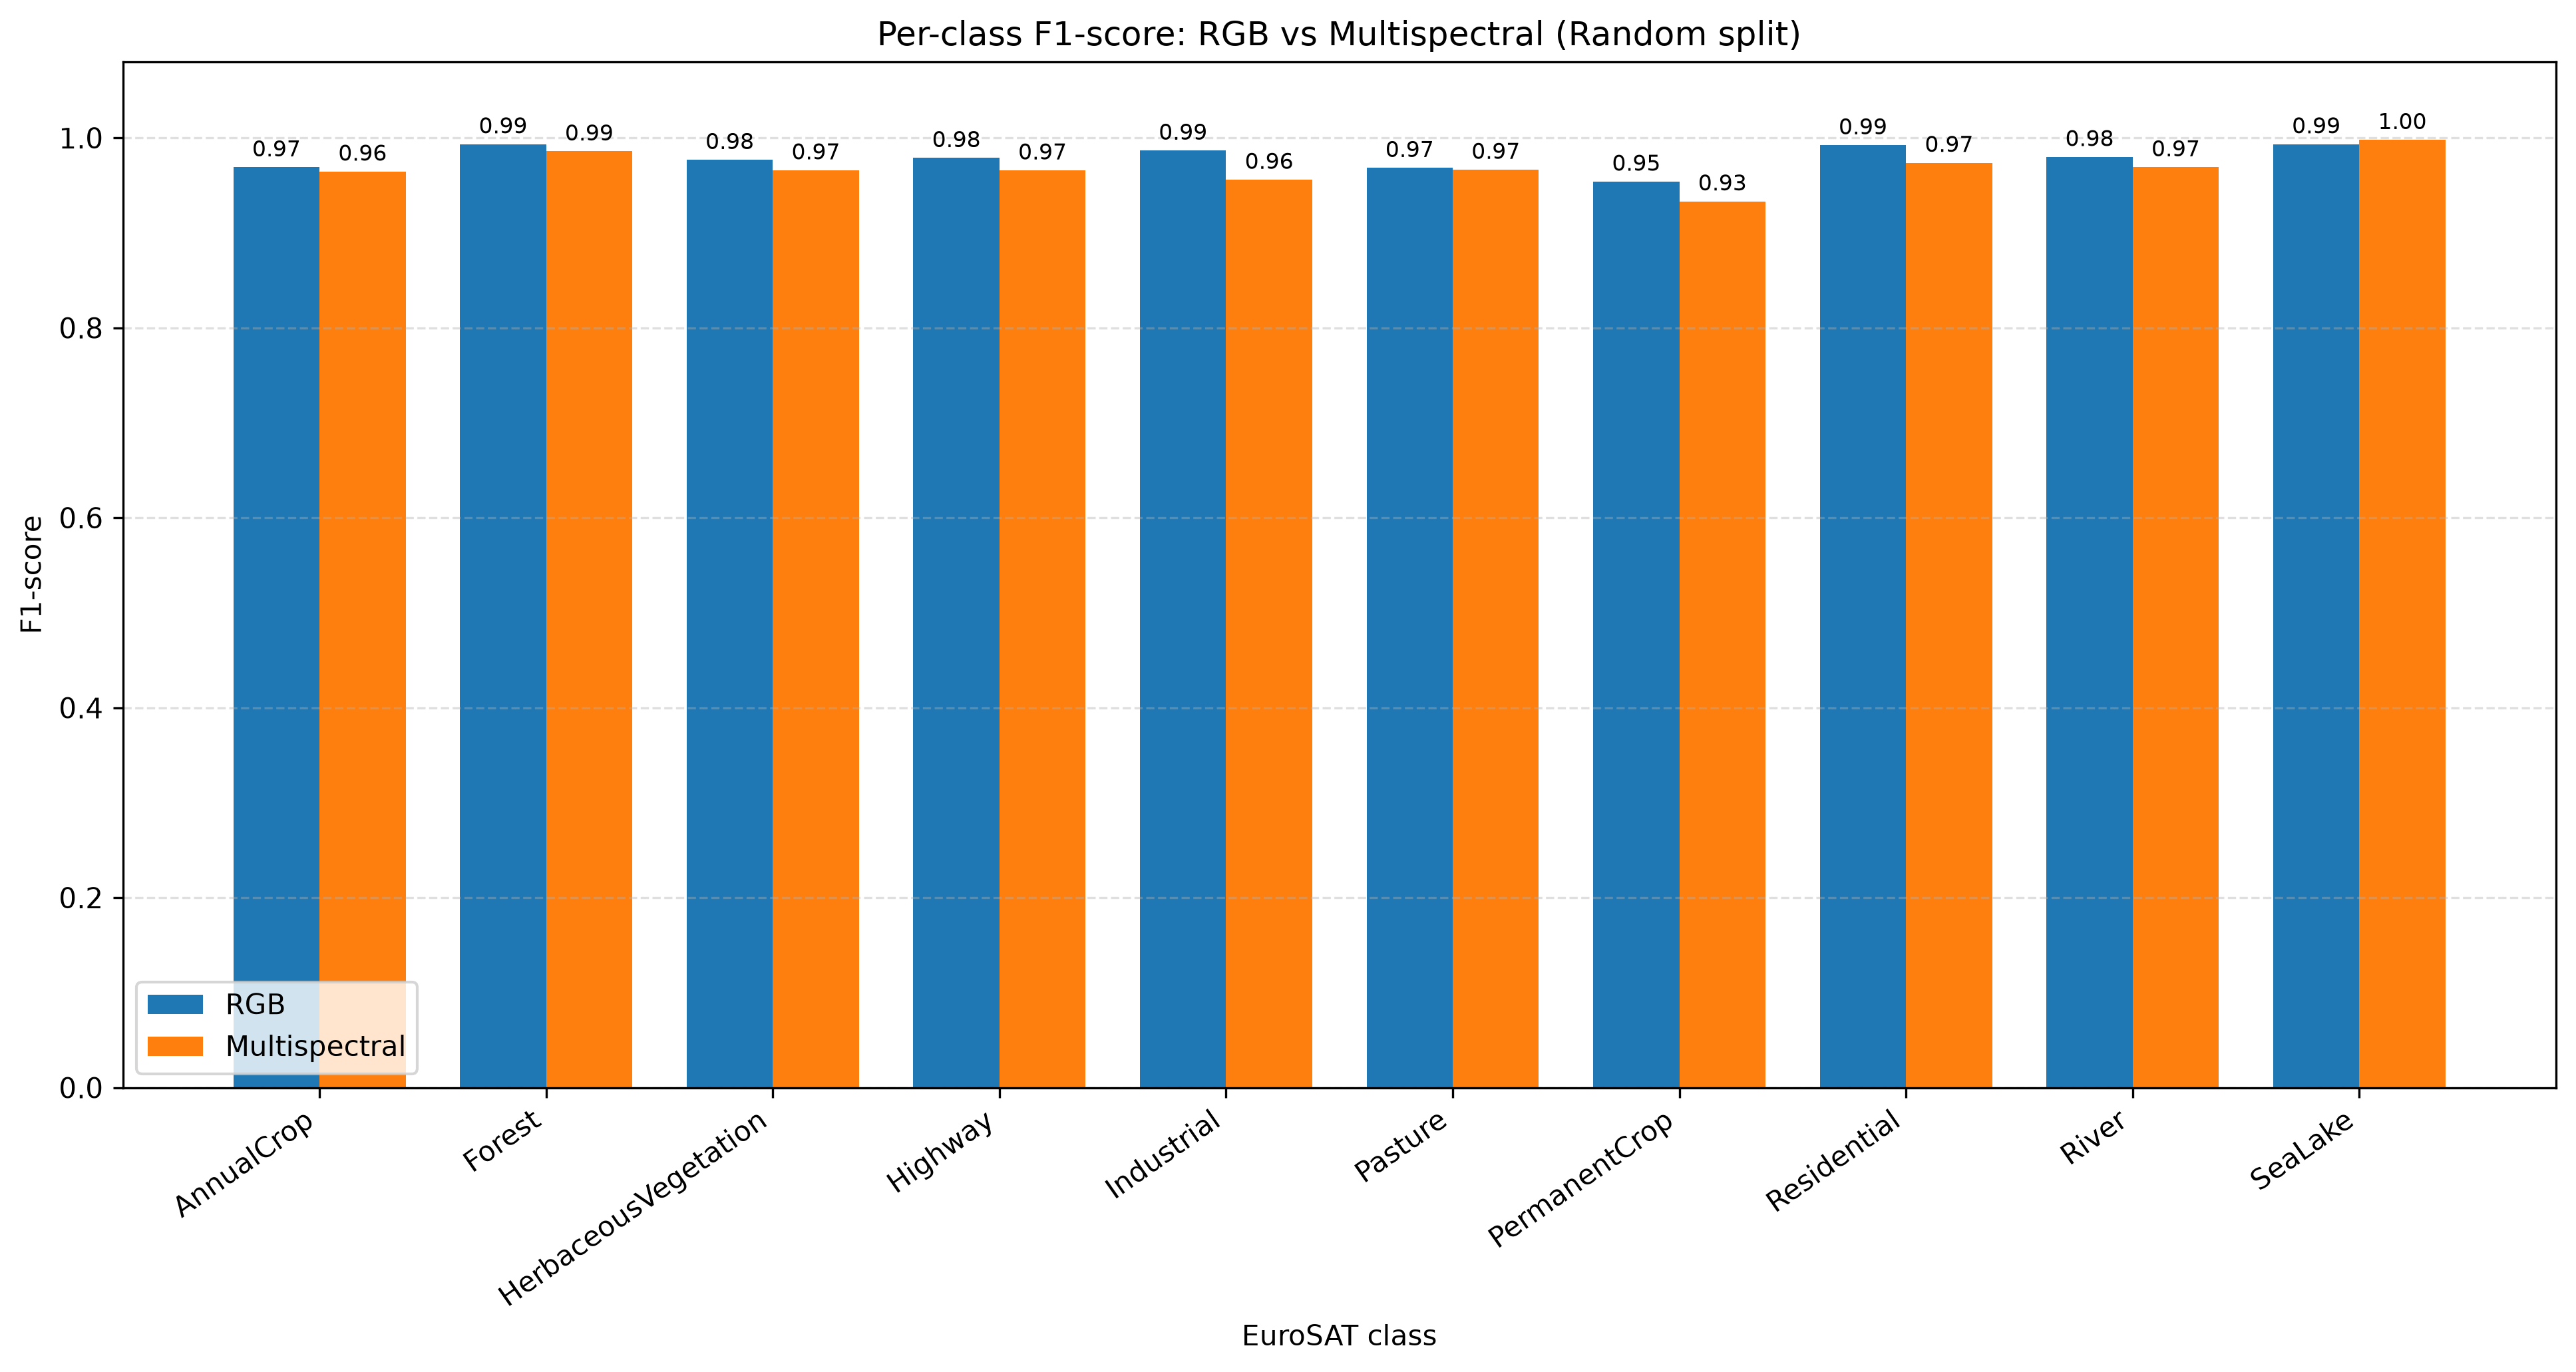 Per-class F1-score: RGB vs Multispectral (Random split)
F1-score
1.0
0.8
0.6
0.4
0.2
0.0
0.97 0.96 0.99 0.99 0.98 0.97 0.98 0.97 0.99 0.96 0.97 0.97 0.95 0.93 0.99 0.97 0.98 0.97 0.99 1.00
RGB
Multispectral
AnnualCrop
Forest
HerbaceousVegetation
Highway
Industrial
Pasture
PermanentCrop
Residential
River
SeaLake
EuroSAT class